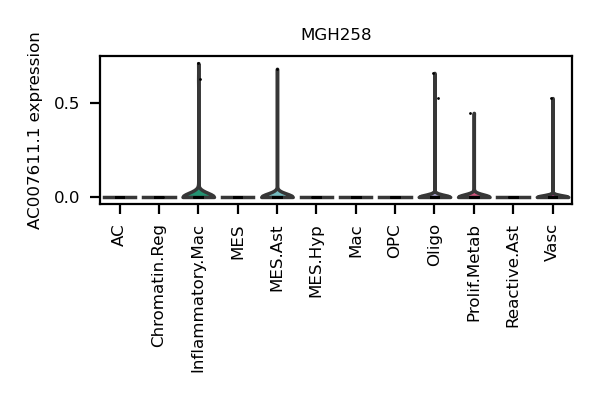 MGH258
AC007611.1 expression
0.5
0.0
AC
Chromatin.Reg
Inflammatory.Mac
MES
MES.Ast
MES.Hyp
Mac
OPC
Oligo
Prolif.Metab
Reactive.Ast
Vasc